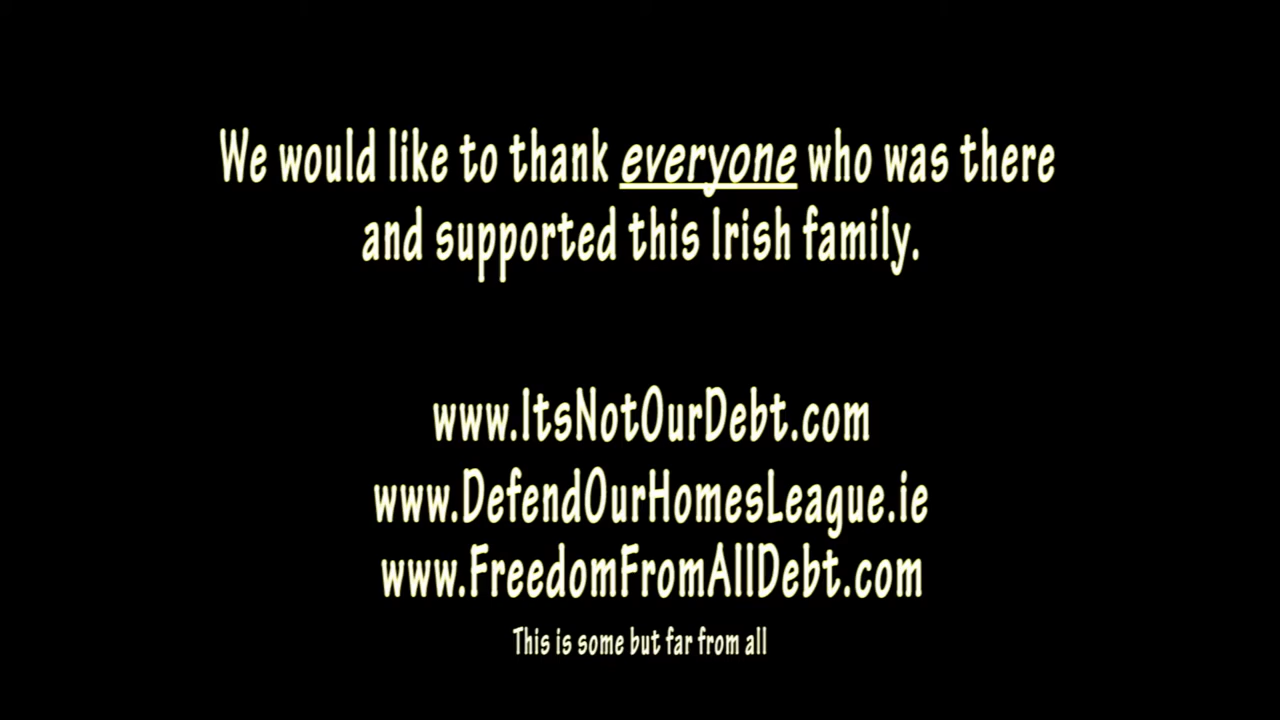 We would like to thank everyone who was there
and supported this Irish family.
www.ItsNotOurDebt.com
www.DefendOurHomesLeague.ie
www.FreedomFromAllDebt.com
This is some but far from all